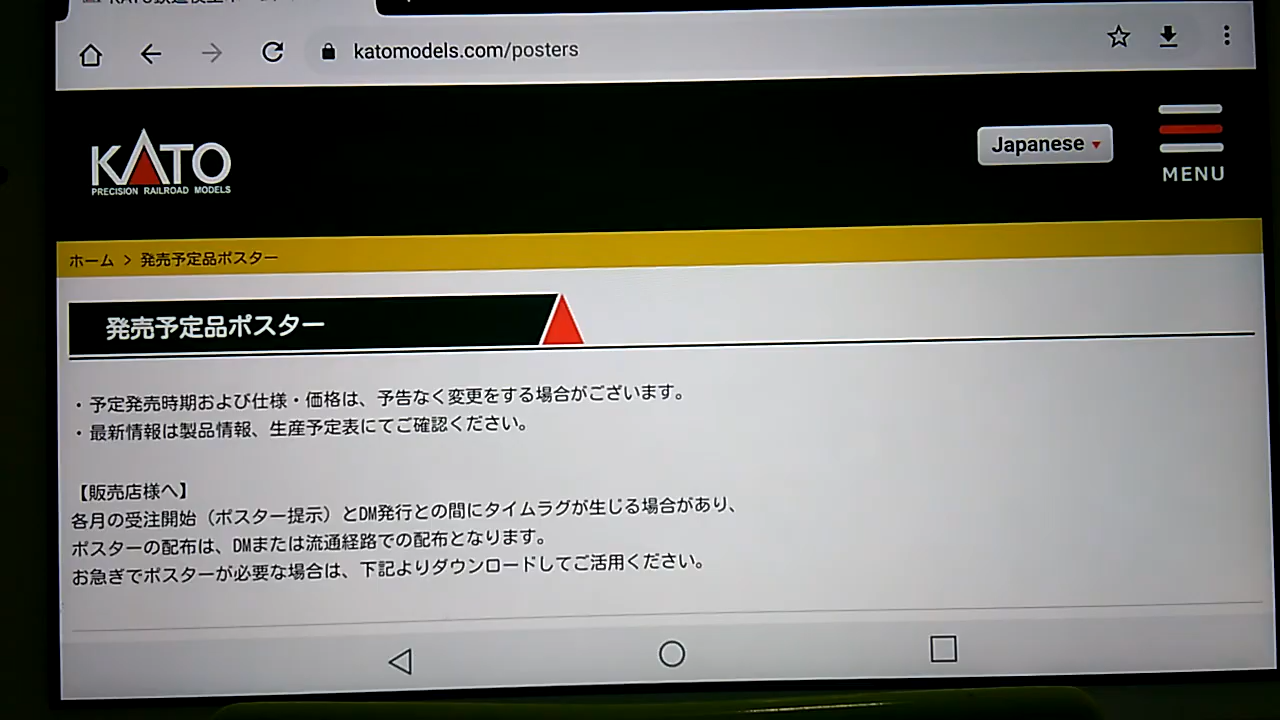 katomodels.com/posters
KATO
PRECISION RAILROAD MODELS
Japanese
MENU
ホーム > 発売予定品ポスター
発売予定品ポスター
・予定発売時期および仕様・価格は、予告なく変更をする場合がございます。
・最新情報は製品情報、生産予定表にてご確認ください。
【販売店様へ】
各月の受注開始（ポスター提示）とDM発行との間にタイムラグが生じる場合があり、
ポスターの配布は、DMまたは流通経路での配布となります。
お急ぎでポスターが必要な場合は、下記よりダウンロードしてご活用ください。